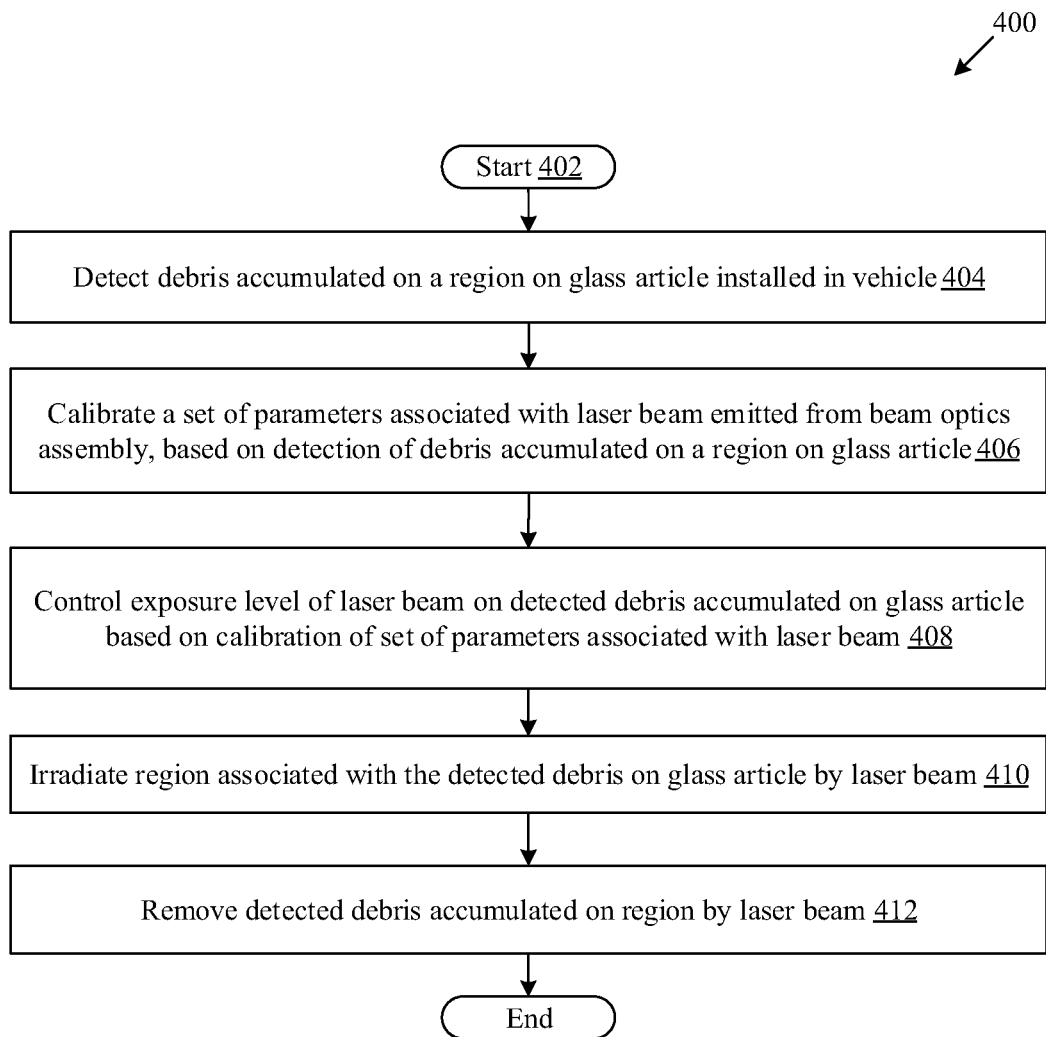 400
Start 402
Detect debris accumulated on a region on glass article installed in vehicle 404
Calibrate a set of parameters associated with laser beam emitted from beam optics
assembly, based on detection of debris accumulated on a region on glass article 406
Control exposure level of laser beam on detected debris accumulated on glass article
based on calibration of set of parameters associated with laser beam 408
Irradiate region associated with the detected debris on glass article by laser beam 410
Remove detected debris accumulated on region by laser beam 412
End